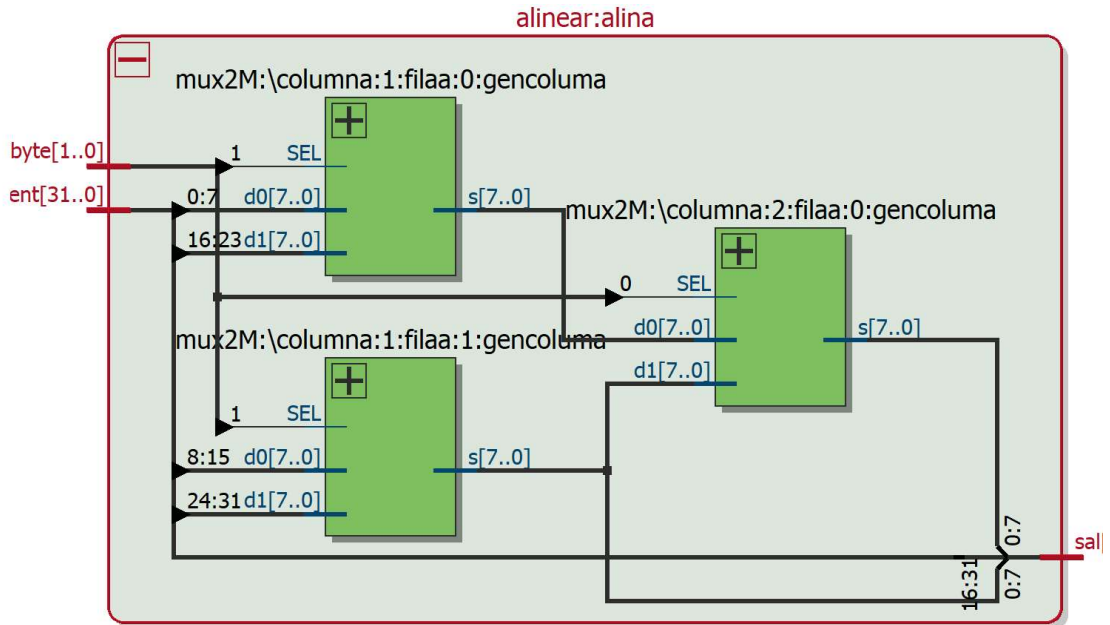 alinear:alina
mux2M:\columna:1:filaa:0:gencoluma
byte[1..0]
1
SEL
ent[31..0]
0:7
d0[7..0]
s[7..0]
16:23
d1[7..0]
mux2M:\columna:2:filaa:0:gencoluma
0
SEL
d0[7..0]
s[7..0]
d1[7..0]
mux2M:\columna:1:filaa:1:gencoluma
1
SEL
8:15
d0[7..0]
s[7..0]
24:31
d1[7..0]
0:7
16:31
0:7
sal[